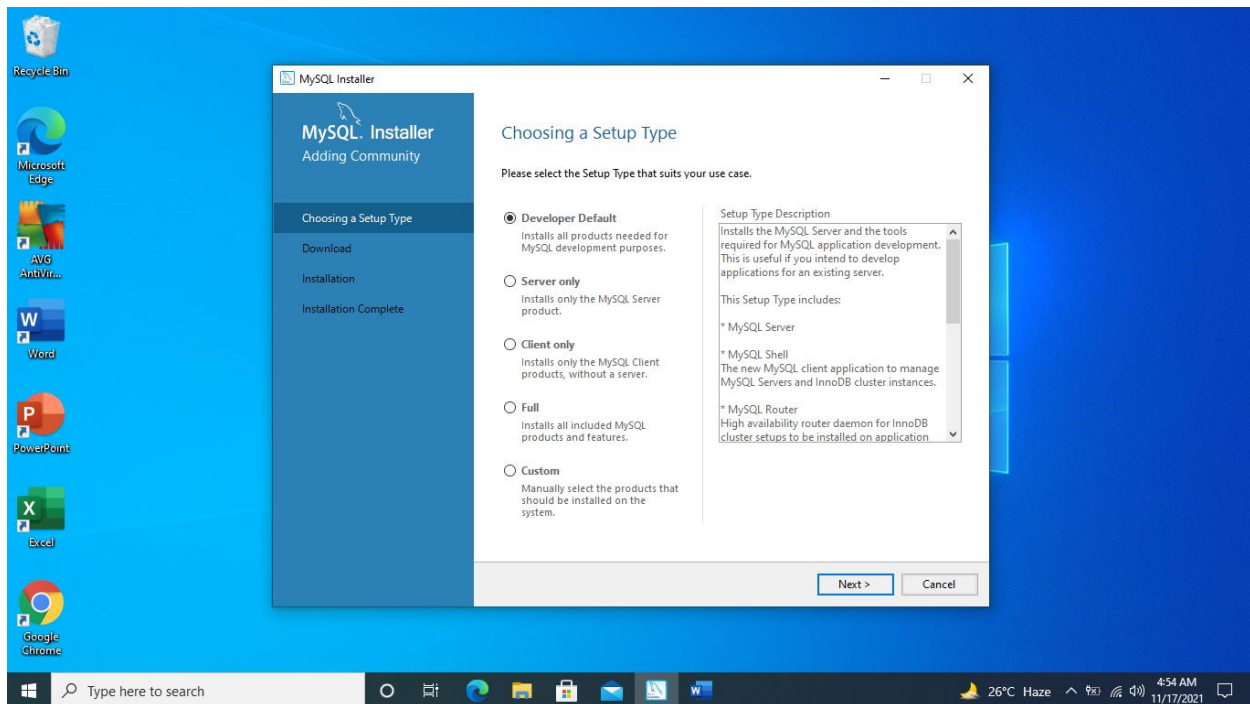 Recycle Bin
Microsoft
Edge
AVG
AntiVir...
Word
PowerPoint
Excel
Google
Chrome
MySQL Installer
MySQL. Installer
Adding Community
Choosing a Setup Type
Download
Installation
Installation Complete
Choosing a Setup Type
Please select the Setup Type that suits your use case.
Developer Default
Installs all products needed for
MySQL development purposes.
Server only
Installs only the MySQL Server
product.
Client only
Installs only the MySQL Client
products, without a server.
Full
Installs all included MySQL
products and features.
Custom
Manually select the products that
should be installed on the
system.
Setup Type Description
Installs the MySQL Server and the tools
required for MySQL application development.
This is useful if you intend to develop
applications for an existing server.
This Setup Type includes:
* MySQL Server
* MySQL Shell
The new MySQL client application to manage
MySQL Servers and InnoDB cluster instances.
* MySQL Router
High availability router daemon for InnoDB
cluster setups to be installed on application
Next >
Cancel
Type here to search
26°C Haze
4:54 AM
11/17/2021